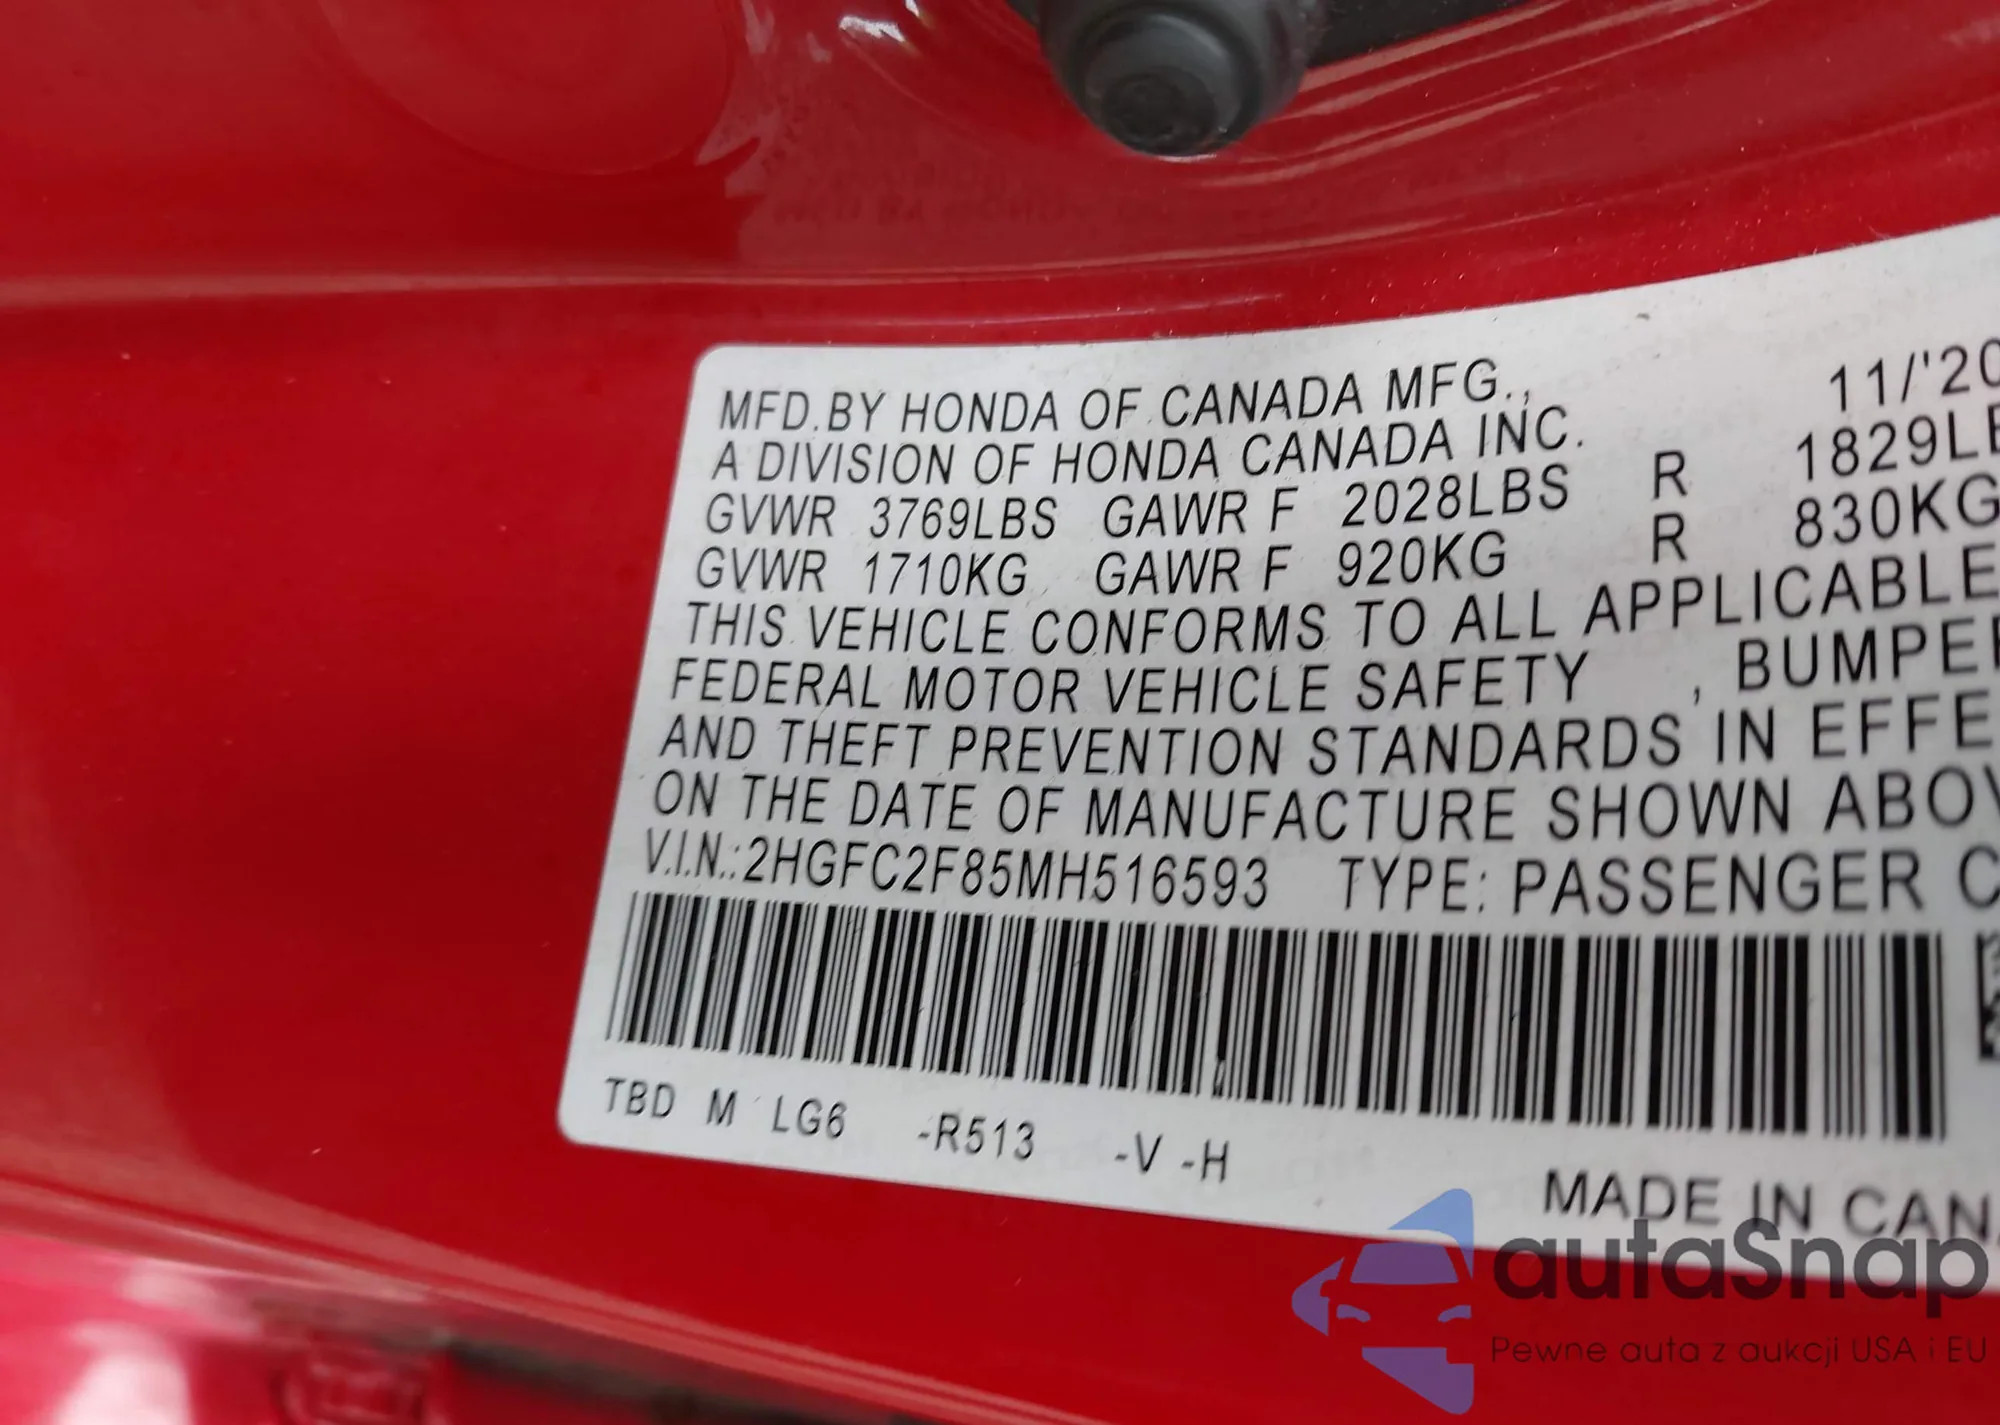 MFD.BY HONDA OF CANADA MFG., 11/'20
A DIVISION OF HONDA CANADA INC.
GVWR 3769LBS GAWR F 2028LBS R 1829LB
GVWR 1710KG GAWR F 920KG R 830KG
THIS VEHICLE CONFORMS TO ALL APPLICABLE
FEDERAL MOTOR VEHICLE SAFETY , BUMPER
AND THEFT PREVENTION STANDARDS IN EFFE
ON THE DATE OF MANUFACTURE SHOWN ABOV
V.I.N.:2HGFC2F85MH516593 TYPE: PASSENGER C
TBD M LG6 -R513 -V -H
MADE IN CANA
autaSnap
Pewne auta z aukcji USA i EU